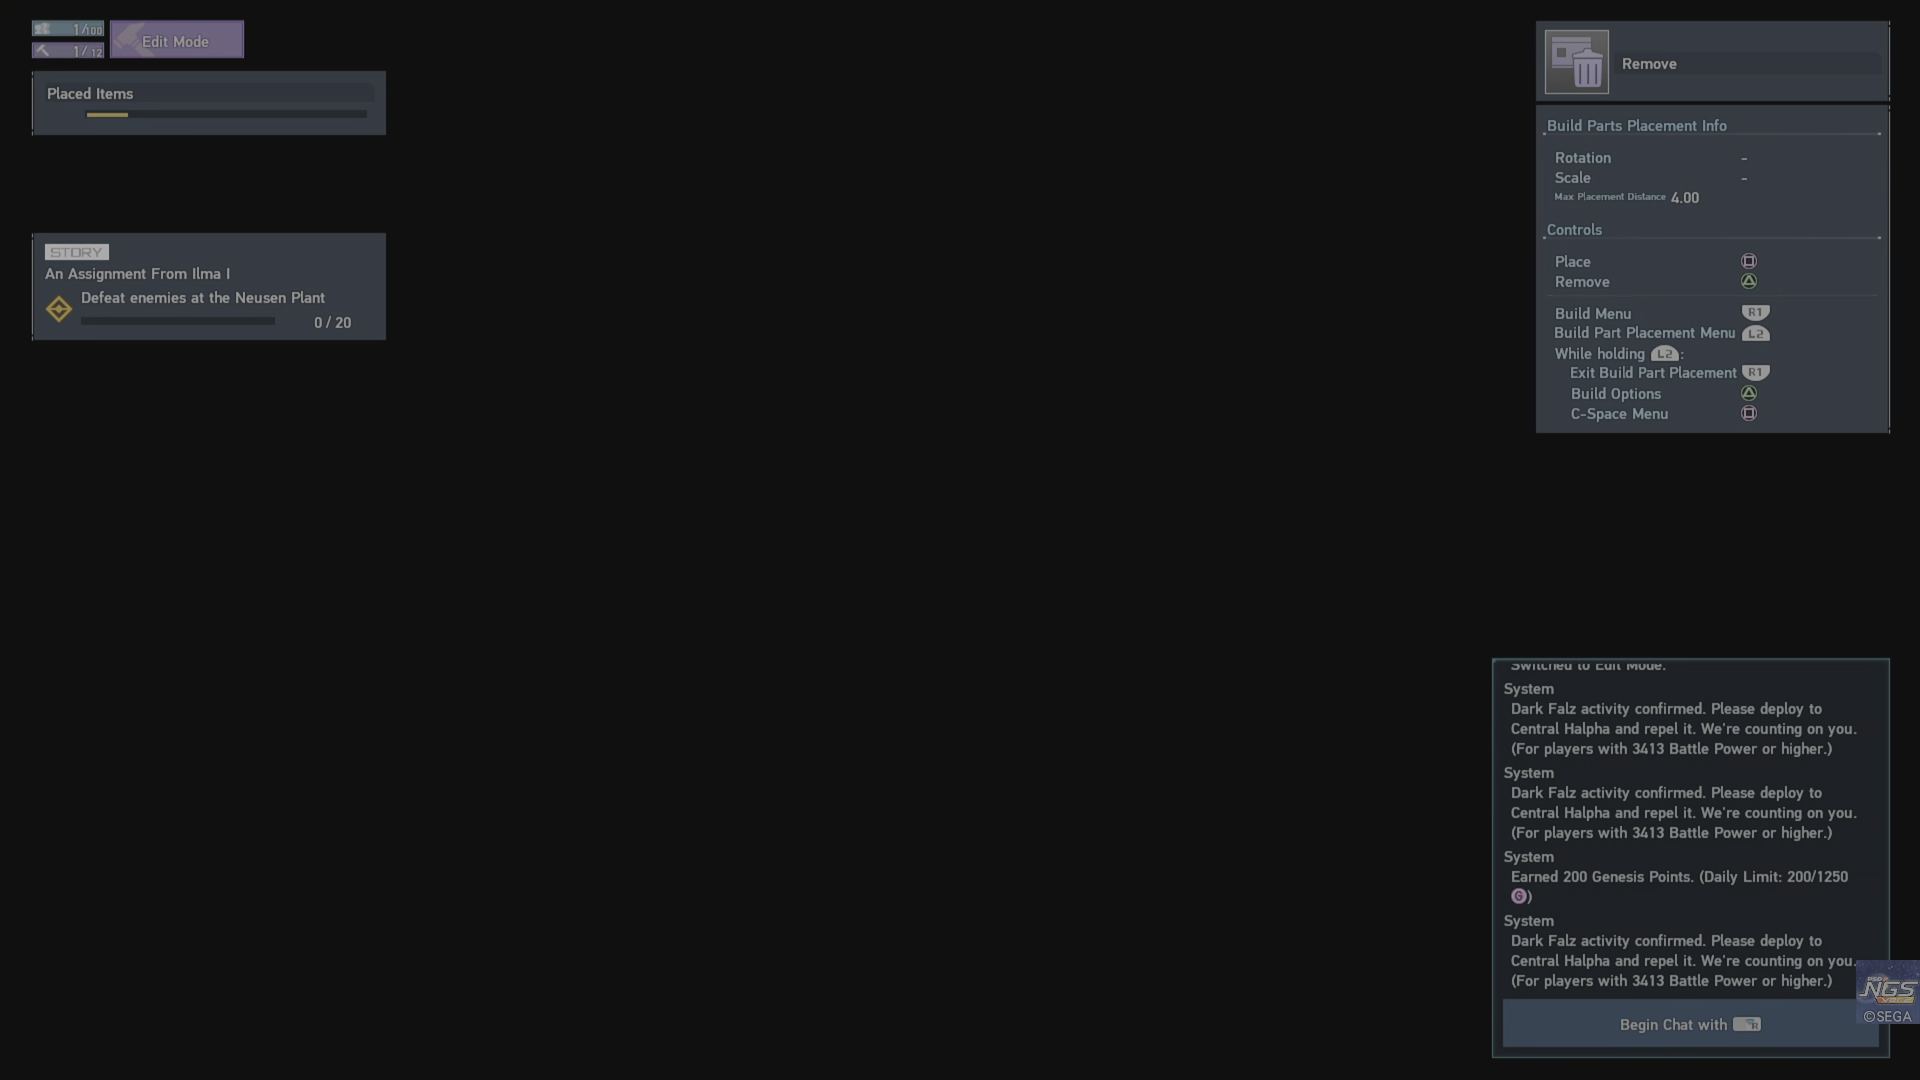 1/100
1/12
Edit Mode
Placed Items
STORY
An Assignment From Ilma I
Defeat enemies at the Neusen Plant
0 / 20
Remove
Build Parts Placement Info
Rotation -
Scale -
Max Placement Distance 4.00
Controls
Place
Remove
Build Menu R1
Build Part Placement Menu L2
While holding L2:
Exit Build Part Placement R1
Build Options
C-Space Menu
Switched to Edit Mode.
System
Dark Falz activity confirmed. Please deploy to
Central Halpha and repel it. We're counting on you.
(For players with 3413 Battle Power or higher.)
System
Dark Falz activity confirmed. Please deploy to
Central Halpha and repel it. We're counting on you.
(For players with 3413 Battle Power or higher.)
System
Earned 200 Genesis Points. (Daily Limit: 200/1250
G)
System
Dark Falz activity confirmed. Please deploy to
Central Halpha and repel it. We're counting on you.
(For players with 3413 Battle Power or higher.)
Begin Chat with R
NGS
©SEGA